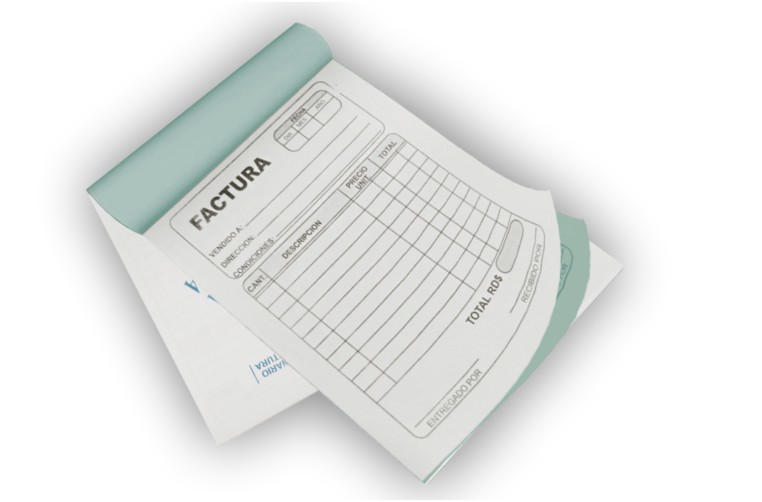 FACTURA
FECHA
DIA MES AÑO
VENDIDO A:
DIRECCION:
CONDICIONES:
CANT. DESCRIPCION PRECIO UNIT. TOTAL
TOTAL RD$
ENTREGADO POR
RECIBIDO POR